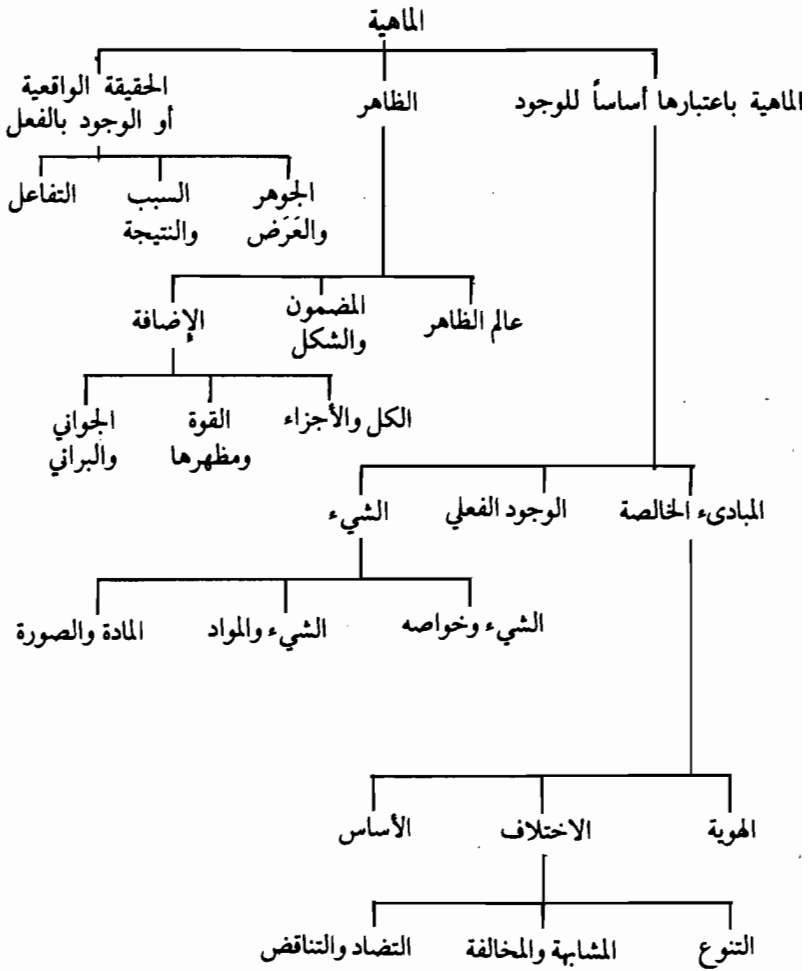 الماهية
الماهية باعتبارها أساساً للوجود
الظاهر
الحقيقة الواقعية
أو الوجود بالفعل
الجوهر
والعَرَض
السبب
والنتيجة
التفاعل
عالم الظاهر
المضمون
والشكل
الإضافة
الكل والأجزاء
القوة
ومظهرها
الجواني
والبراني
المبادىء الخالصة
الوجود الفعلي
الشيء
الشيء وخواصه
الشيء والمواد
المادة والصورة
الهوية
الاختلاف
الأساس
التنوع
المشابهة والمخالفة
التضاد والتناقض